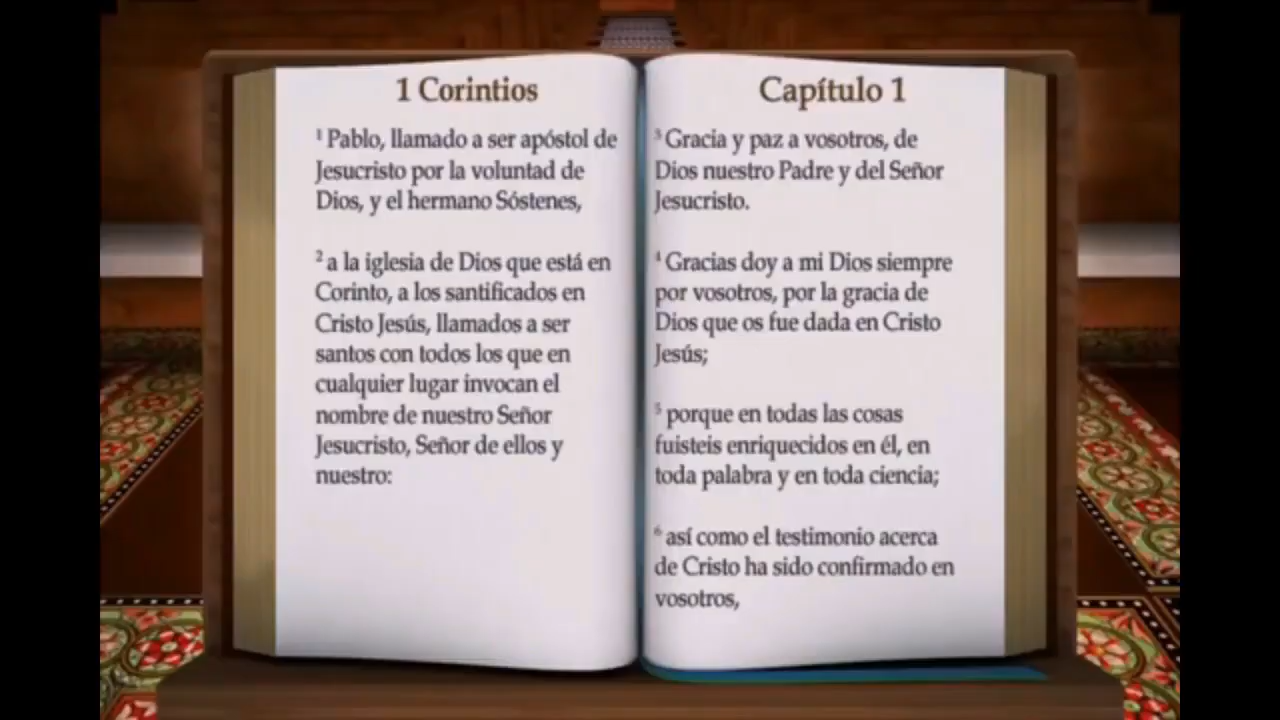 1 Corintios
1 Pablo, llamado a ser apóstol de
Jesucristo por la voluntad de
Dios, y el hermano Sóstenes,
2 a la iglesia de Dios que está en
Corinto, a los santificados en
Cristo Jesús, llamados a ser
santos con todos los que en
cualquier lugar invocan el
nombre de nuestro Señor
Jesucristo, Señor de ellos y
nuestro:
Capítulo 1
3 Gracia y paz a vosotros, de
Dios nuestro Padre y del Señor
Jesucristo.
4 Gracias doy a mi Dios siempre
por vosotros, por la gracia de
Dios que os fue dada en Cristo
Jesús;
5 porque en todas las cosas
fuisteis enriquecidos en él, en
toda palabra y en toda ciencia;
6 así como el testimonio acerca
de Cristo ha sido confirmado en
vosotros,